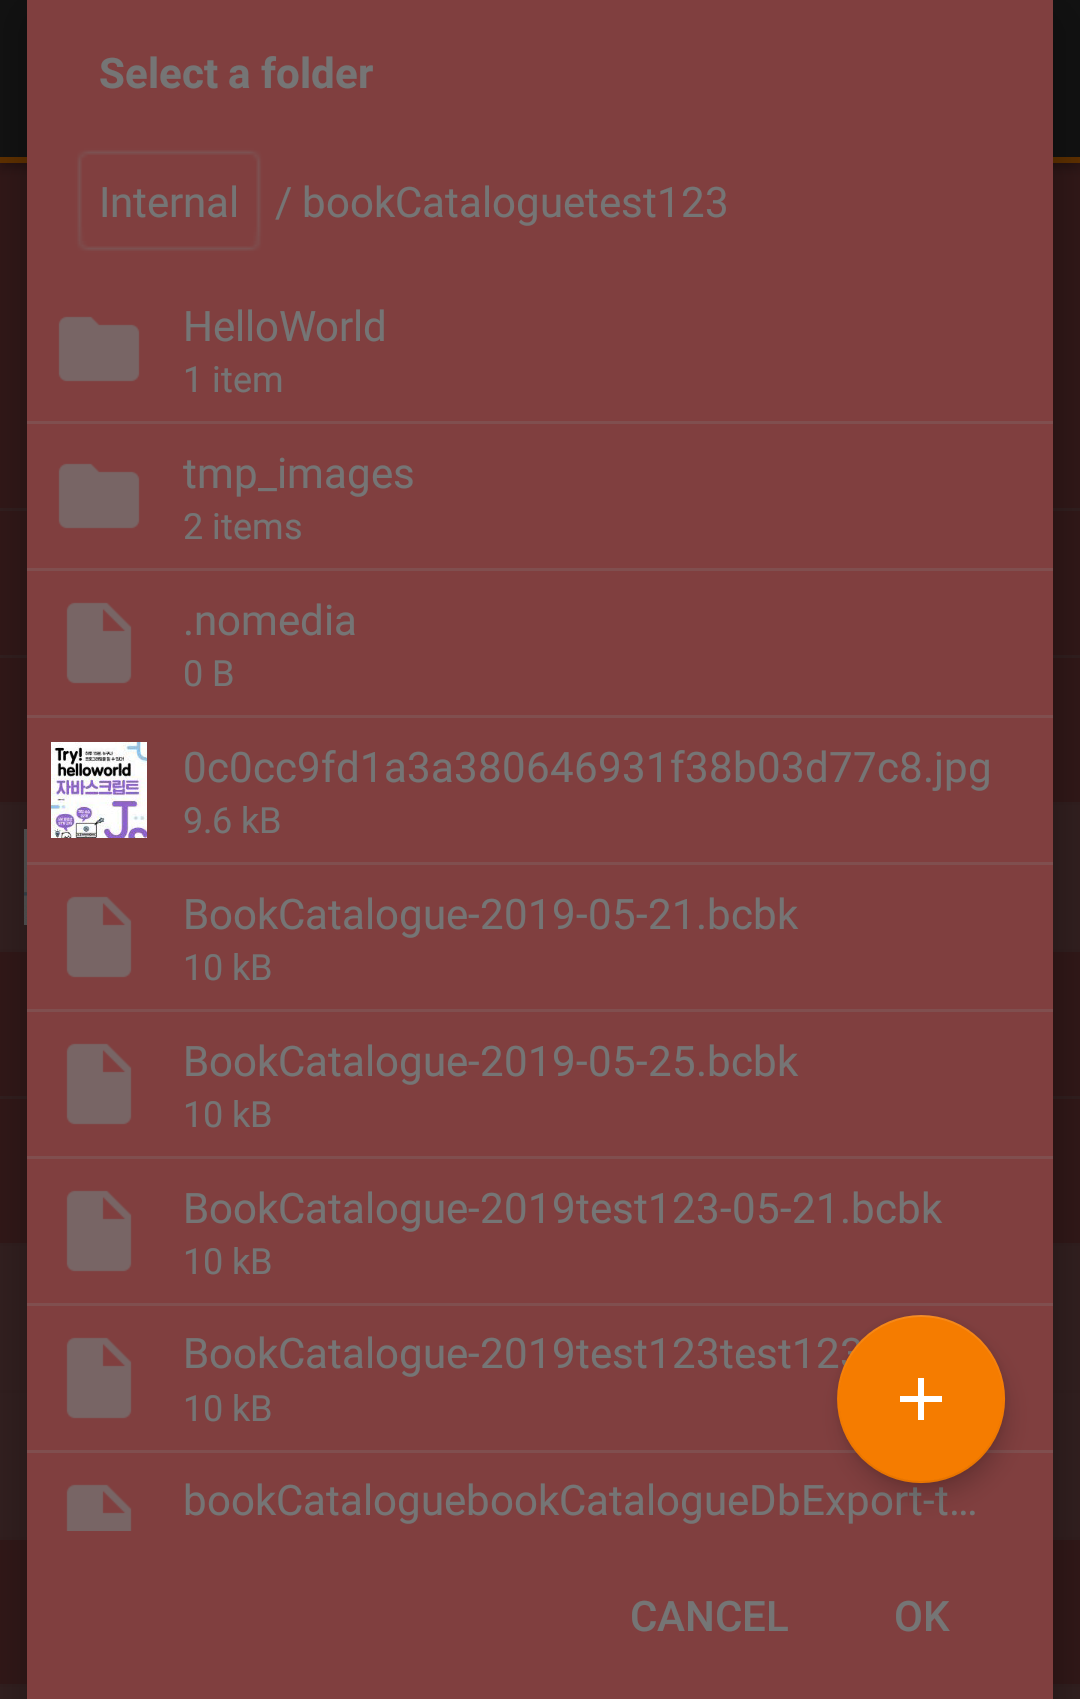 Select a folder
Internal / bookCataloguetest123
HelloWorld
1 item
tmp_images
2 items
.nomedia
0 B
Try!
helloworld
자바스크립트
0c0cc9fd1a3a380646931f38b03d77c8.jpg
9.6 kB
BookCatalogue-2019-05-21.bcbk
10 kB
BookCatalogue-2019-05-25.bcbk
10 kB
BookCatalogue-2019test123-05-21.bcbk
10 kB
BookCatalogue-2019test123test123
10 kB
bookCataloguebookCatalogueDbExport-t...
CANCEL OK